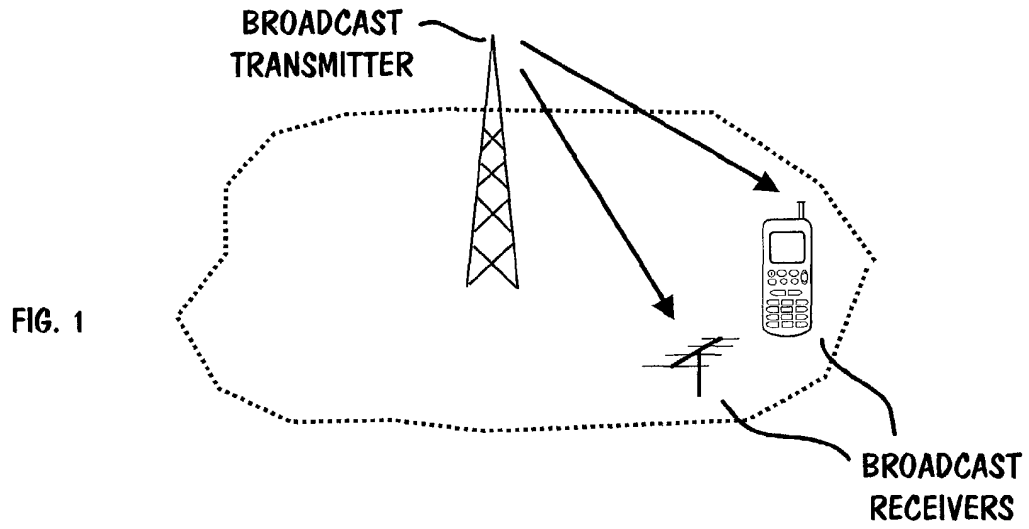 BROADCAST
TRANSMITTER
FIG. 1
BROADCAST
RECEIVERS